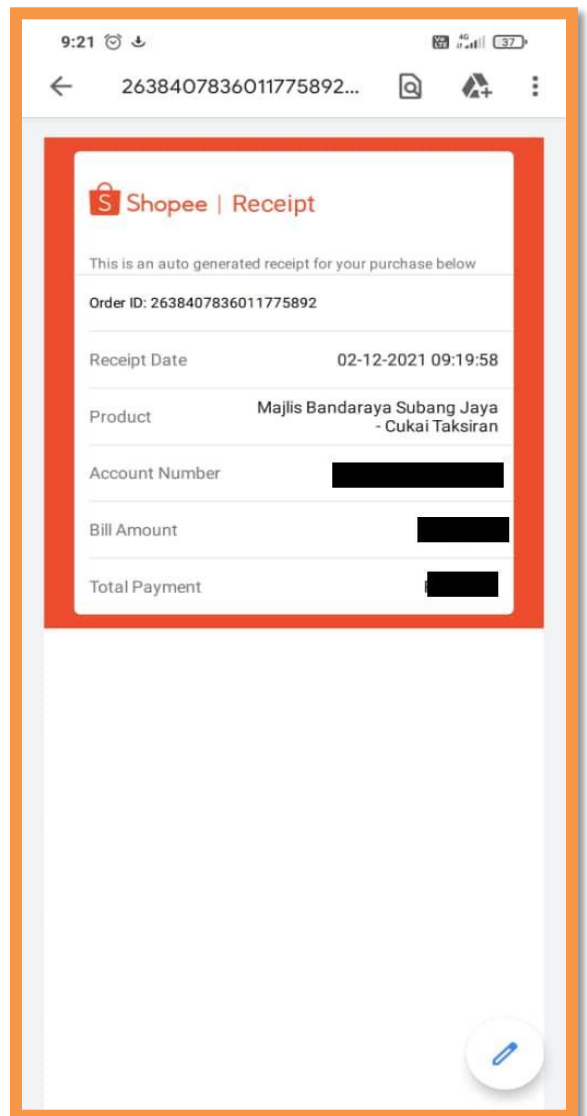 9:21
4G
37
2638407836011775892...
Shopee | Receipt
This is an auto generated receipt for your purchase below
Order ID: 2638407836011775892
Receipt Date 02-12-2021 09:19:58
Product Majlis Bandaraya Subang Jaya
- Cukai Taksiran
Account Number
Bill Amount
Total Payment